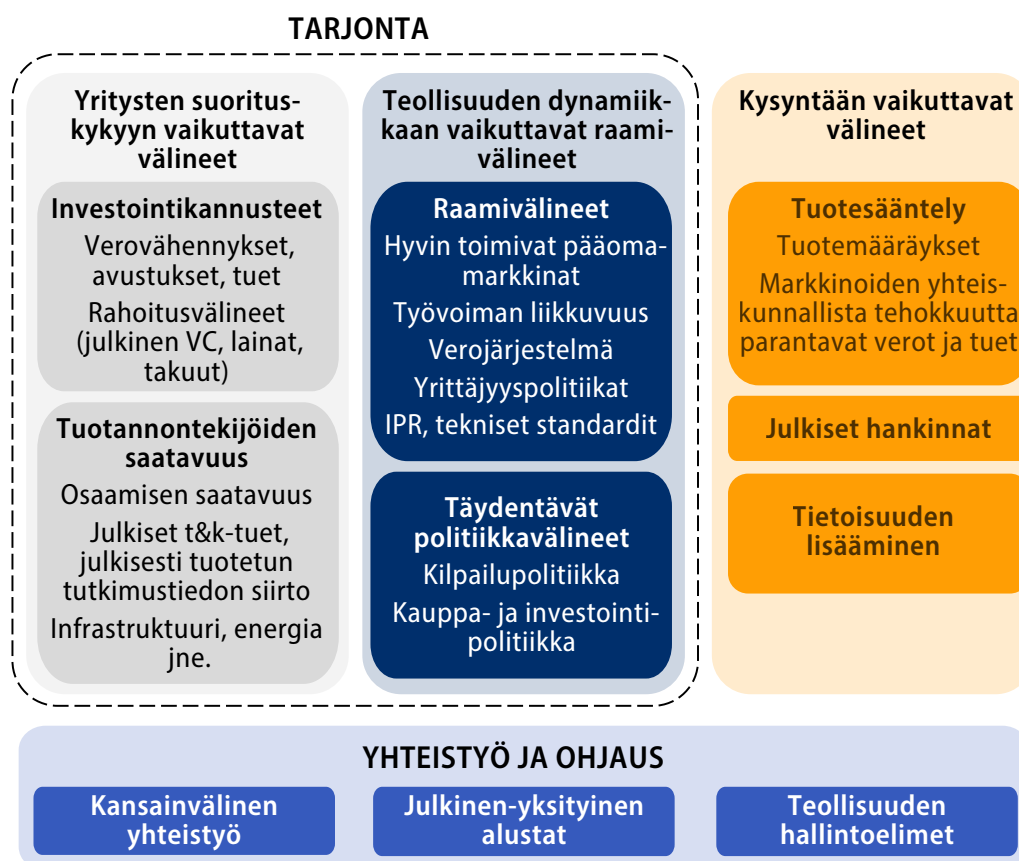 TARJONTA
Yritysten suoritus-
kykyyn vaikuttavat
välineet
Investointikannusteet
Verovähennykset,
avustukset, tuet
Rahoitusvälineet
(julkinen VC, lainat,
takuut)
Tuotannontekijöiden
saatavuus
Osaamisen saatavuus
Julkiset t&k-tuet,
julkisesti tuotetun
tutkimustiedon siirto
Infrastruktuuri, energia
jne.
Teollisuuden dynamiik-
kaan vaikuttavat raami-
välineet
Raamivälineet
Hyvin toimivat pääoma-
markkinat
Työvoiman liikkuvuus
Verojärjestelmä
Yrittäjyyspolitiikat
IPR, tekniset standardit
Täydentävät
politiikkavälineet
Kilpailupolitiikka
Kauppa- ja investointi-
politiikka
Kysyntään vaikuttavat
välineet
Tuotesääntely
Tuotemääräykset
Markkinoiden yhteis-
kunnallista tehokkuutta
parantavat verot ja tuet
Julkiset hankinnat
Tietoisuuden
lisääminen
YHTEISTYÖ JA OHJAUS
Kansainvälinen
yhteistyö
Julkinen-yksityinen
alustat
Teollisuuden
hallintoelimet